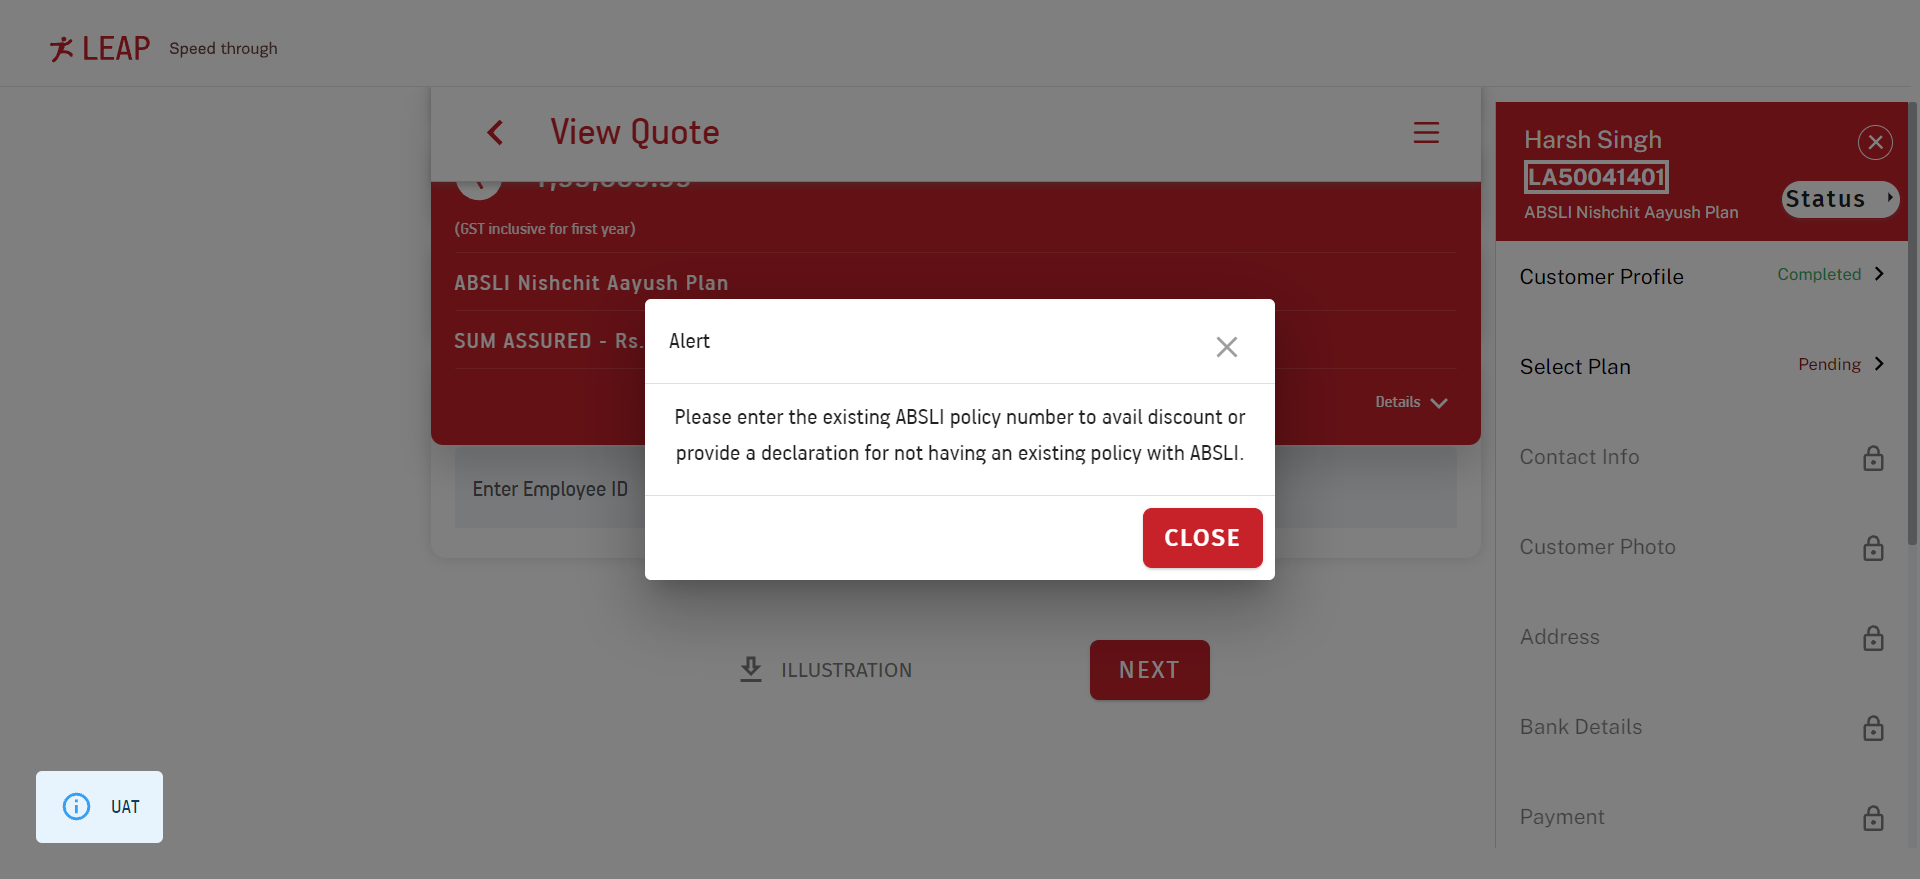 LEAP Speed through
View Quote
(GST inclusive for first year)
ABSLI Nishchit Aayush Plan
SUM ASSURED - Rs.
Details
Enter Employee ID
Alert
Please enter the existing ABSLI policy number to avail discount or
provide a declaration for not having an existing policy with ABSLI.
CLOSE
ILLUSTRATION
NEXT
UAT
Harsh Singh
LA50041401
ABSLI Nishchit Aayush Plan
Status
Customer Profile Completed
Select Plan Pending
Contact Info
Customer Photo
Address
Bank Details
Payment